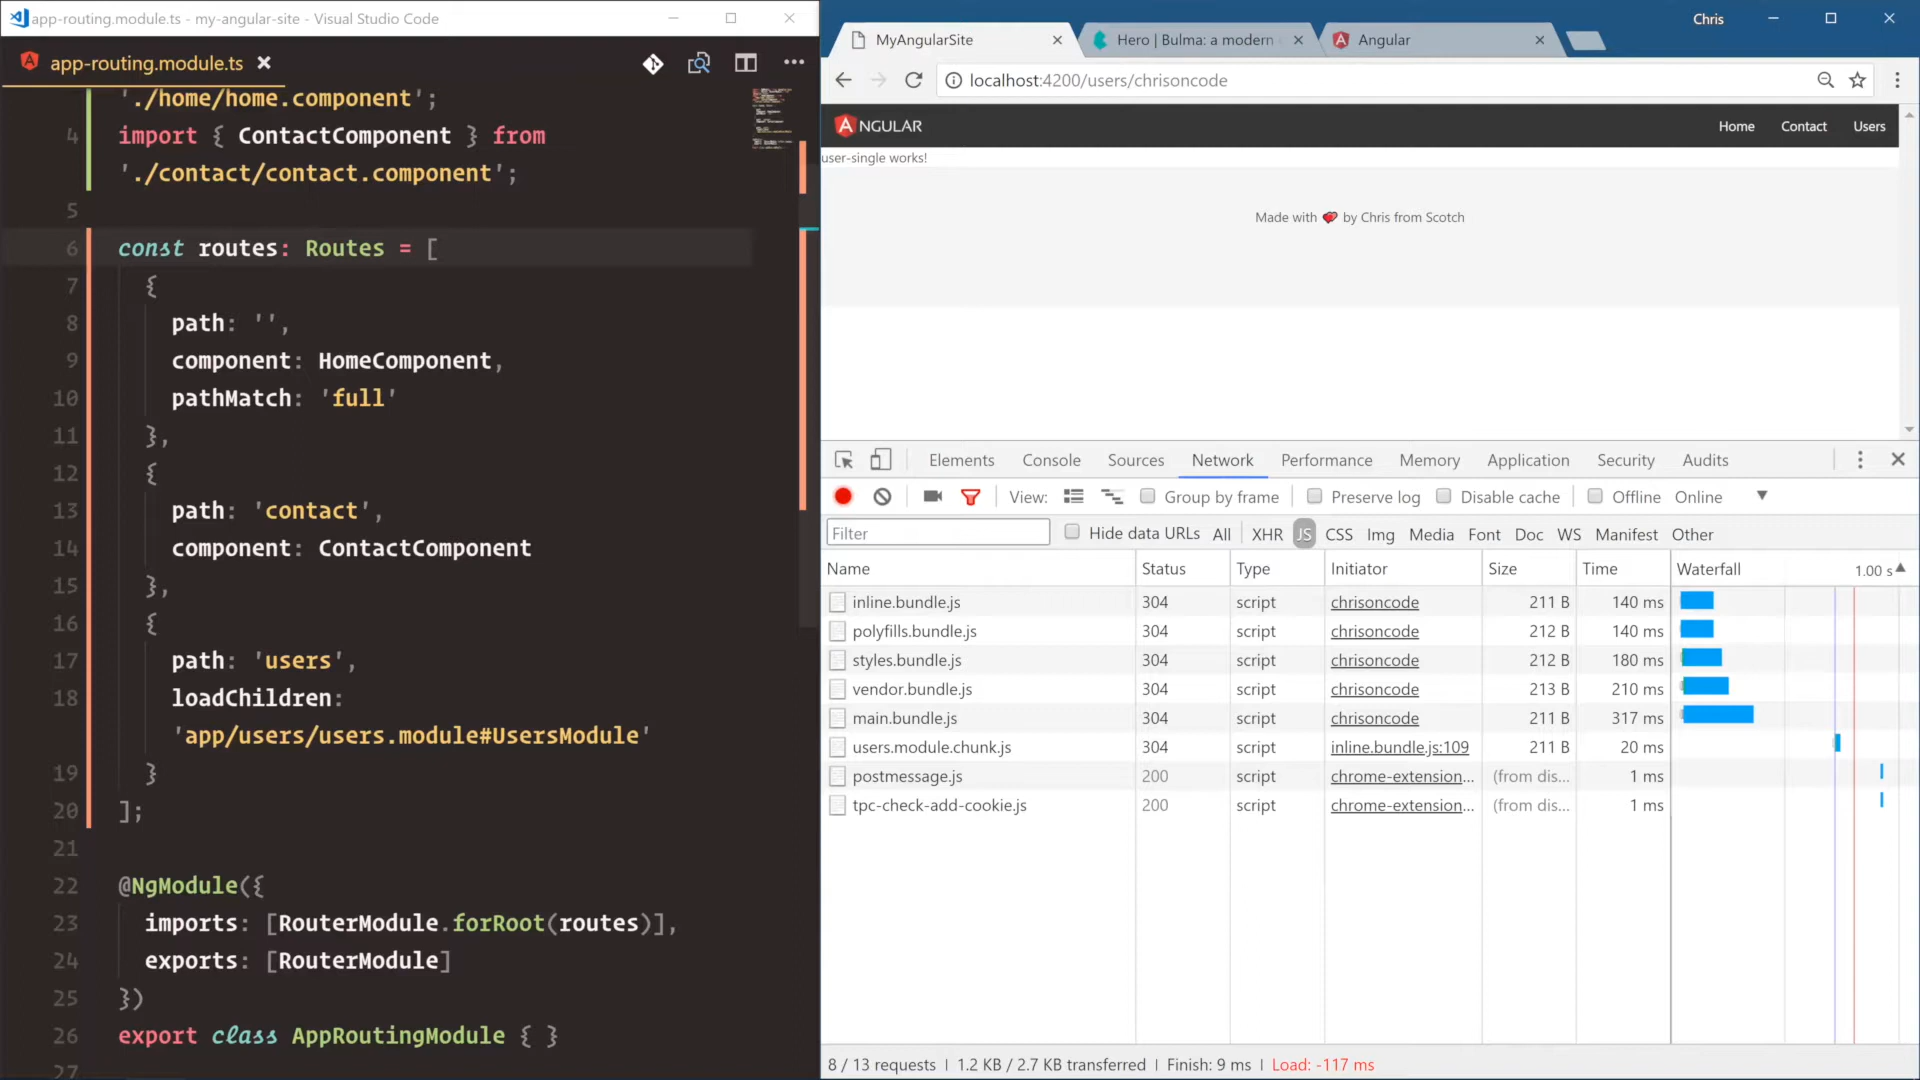 app-routing.module.ts - my-angular-site - Visual Studio Code
app-routing.module.ts
'./home/home.component';
4 import { ContactComponent } from
'./contact/contact.component';
5
6 const routes: Routes = [
7 {
8 path: '',
9 component: HomeComponent,
10 pathMatch: 'full'
11 },
12 {
13 path: 'contact',
14 component: ContactComponent
15 },
16 {
17 path: 'users',
18 loadChildren:
'app/users/users.module#UsersModule'
19 }
20 ];
21
22 @NgModule({
23 imports: [RouterModule.forRoot(routes)],
24 exports: [RouterModule]
25 })
26 export class AppRoutingModule { }
27
Chris
MyAngularSite
Hero | Bulma: a modern
Angular
localhost:4200/users/chrisoncode
ANGULAR
Home Contact Users
user-single works!
Made with ❤ by Chris from Scotch
Elements Console Sources Network Performance Memory Application Security Audits
View: Group by frame Preserve log Disable cache Offline Online
Filter Hide data URLs All XHR JS CSS Img Media Font Doc WS Manifest Other
Name Status Type Initiator Size Time Waterfall 1.00 s
inline.bundle.js 304 script chrisoncode 211 B 140 ms
polyfills.bundle.js 304 script chrisoncode 212 B 140 ms
styles.bundle.js 304 script chrisoncode 212 B 180 ms
vendor.bundle.js 304 script chrisoncode 213 B 210 ms
main.bundle.js 304 script chrisoncode 211 B 317 ms
users.module.chunk.js 304 script inline.bundle.js:109 211 B 20 ms
postmessage.js 200 script chrome-extension... (from dis... 1 ms
tpc-check-add-cookie.js 200 script chrome-extension... (from dis... 1 ms
8 / 13 requests | 1.2 KB / 2.7 KB transferred | Finish: 9 ms | Load: -117 ms